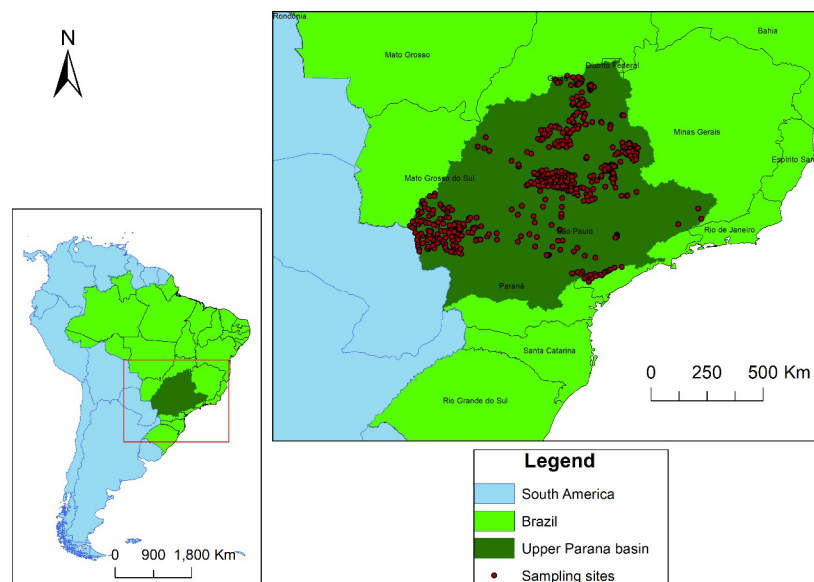 N
Rondônia
Bahia
Mato Grosso
Distrito Federal
Goiás
Minas Gerais
Espírito San
Mato Grosso do Sul
São Paulo
Rio de Janeiro
Paraná
Santa Catarina
Rio Grande do Sul
0 250 500 Km
0 900 1,800 Km
Legend
South America
Brazil
Upper Parana basin
Sampling sites